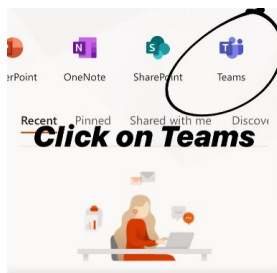 erPoint OneNote SharePoint Teams
Recent Pinned Shared with me Discove
Click on Teams